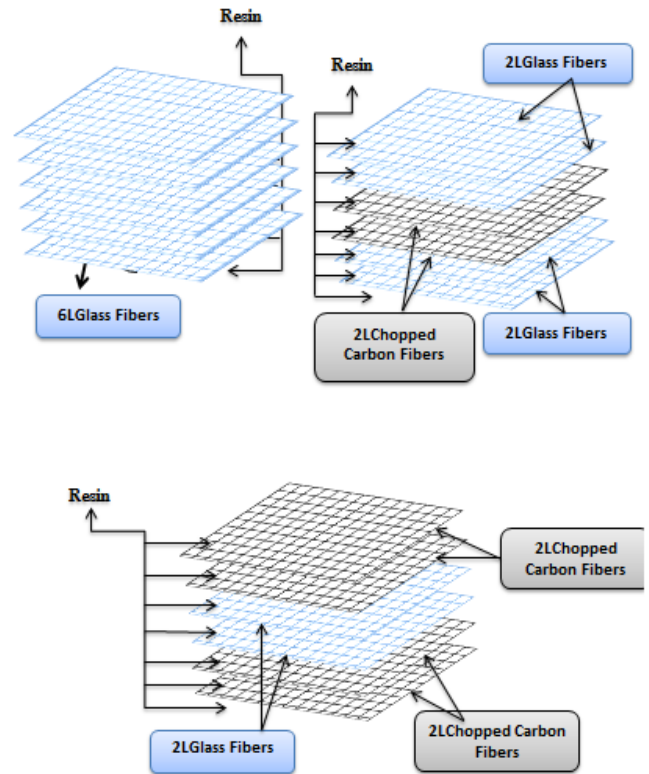 Resin
Resin
2LGlass Fibers
6LGlass Fibers
2LChopped
Carbon Fibers
2LGlass Fibers
Resin
2LChopped
Carbon Fibers
2LGlass Fibers
2LChopped Carbon
Fibers